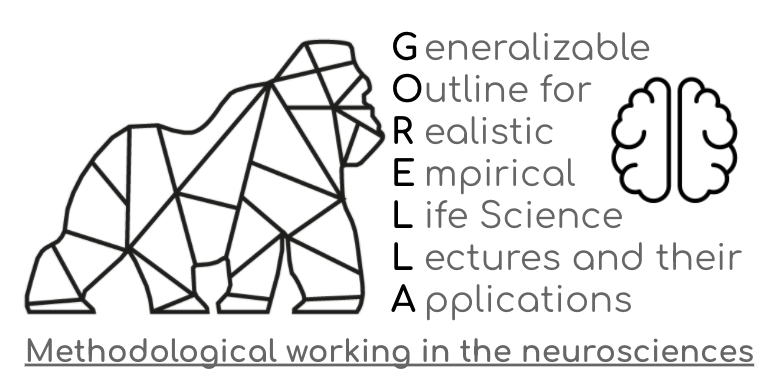 Generalizable
Outline for
Realistic
Empirical
Life Science
Lectures and their
Applications
Methodological working in the neurosciences